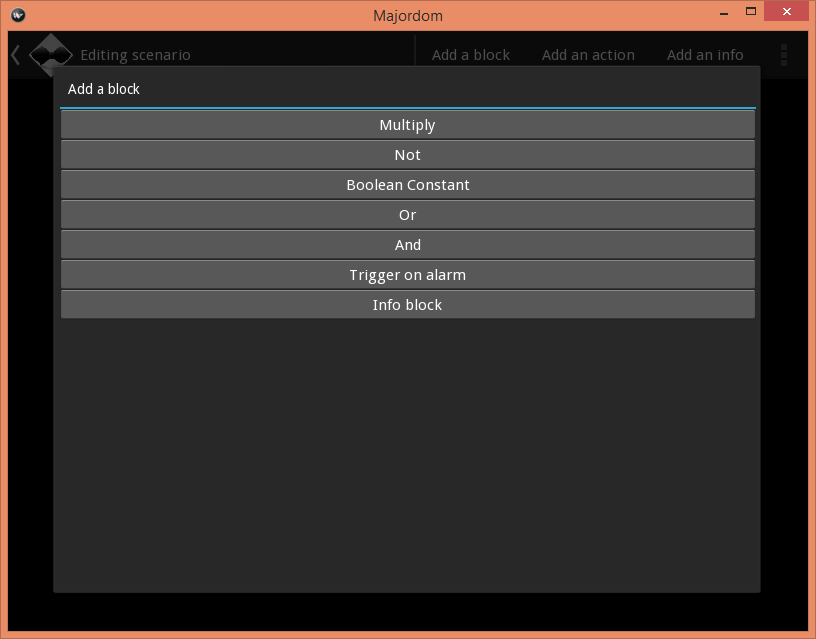 Majordom
Editing scenario
Add a block
Add an action
Add an info
Add a block
Multiply
Not
Boolean Constant
Or
And
Trigger on alarm
Info block